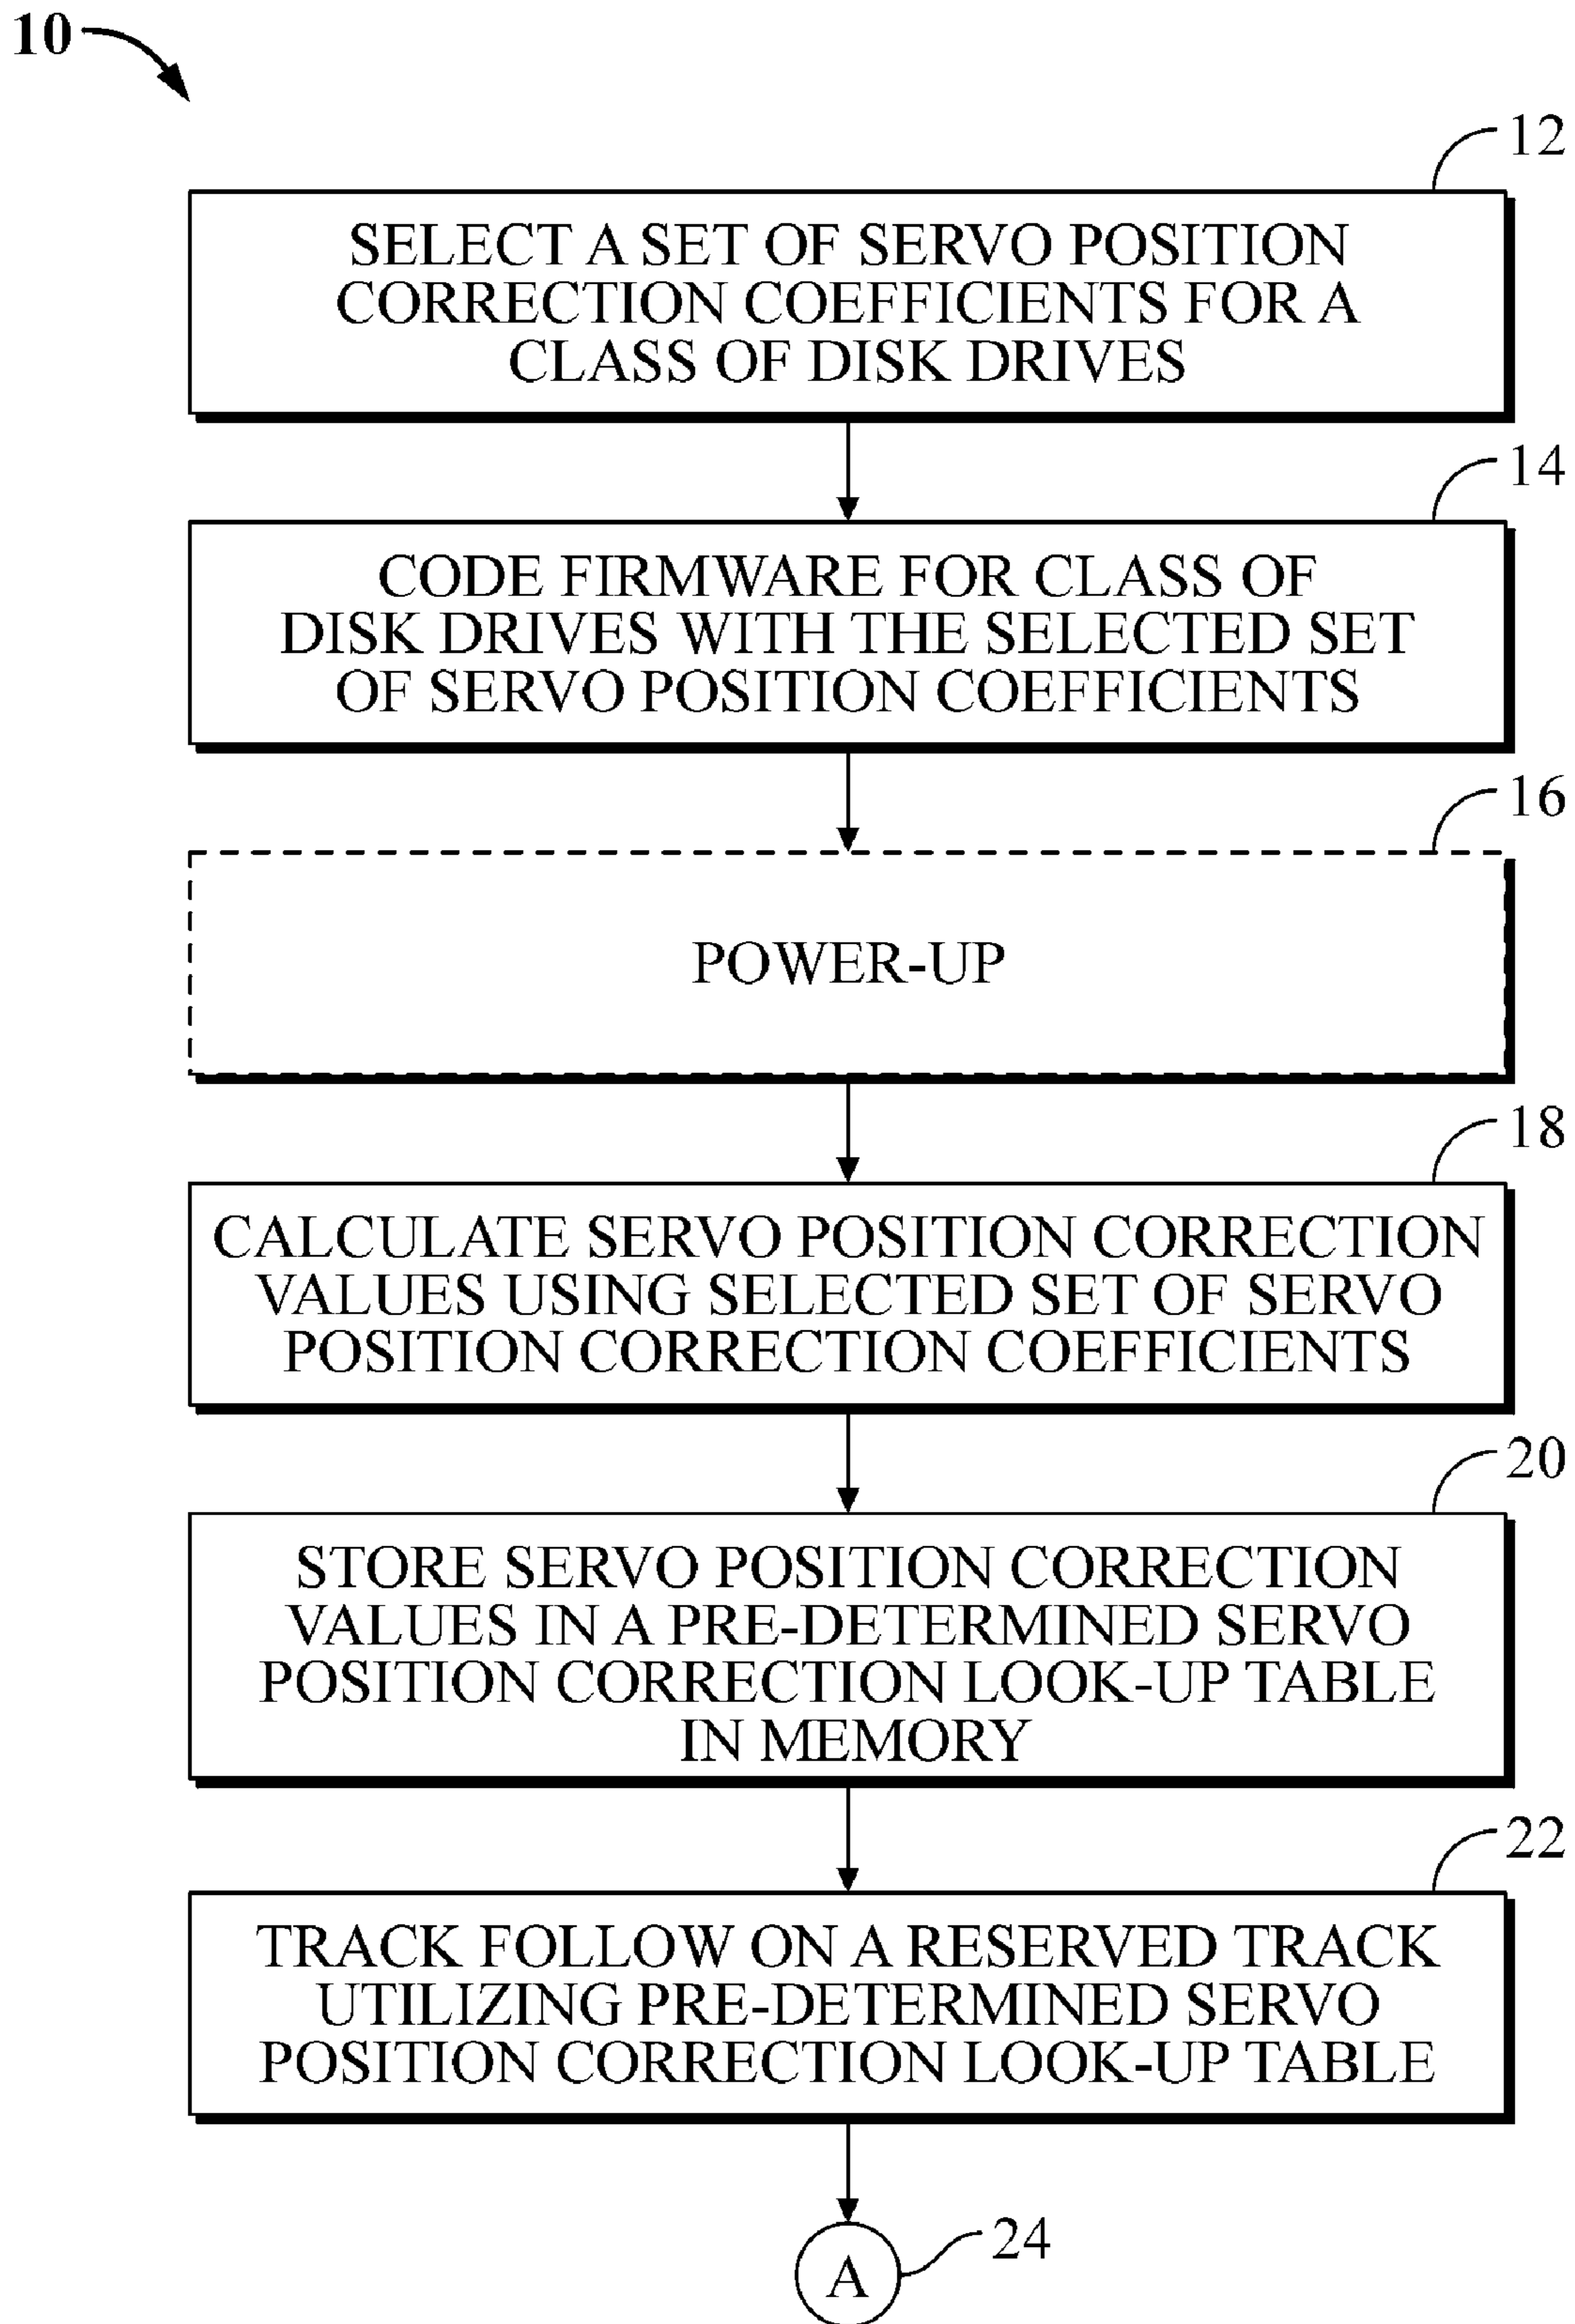 10
12
SELECT A SET OF SERVO POSITION
CORRECTION COEFFICIENTS FOR A
CLASS OF DISK DRIVES
14
CODE FIRMWARE FOR CLASS OF
DISK DRIVES WITH THE SELECTED SET
OF SERVO POSITION COEFFICIENTS
16
POWER-UP
18
CALCULATE SERVO POSITION CORRECTION
VALUES USING SELECTED SET OF SERVO
POSITION CORRECTION COEFFICIENTS
20
STORE SERVO POSITION CORRECTION
VALUES IN A PRE-DETERMINED SERVO
POSITION CORRECTION LOOK-UP TABLE
IN MEMORY
22
TRACK FOLLOW ON A RESERVED TRACK
UTILIZING PRE-DETERMINED SERVO
POSITION CORRECTION LOOK-UP TABLE
24
A